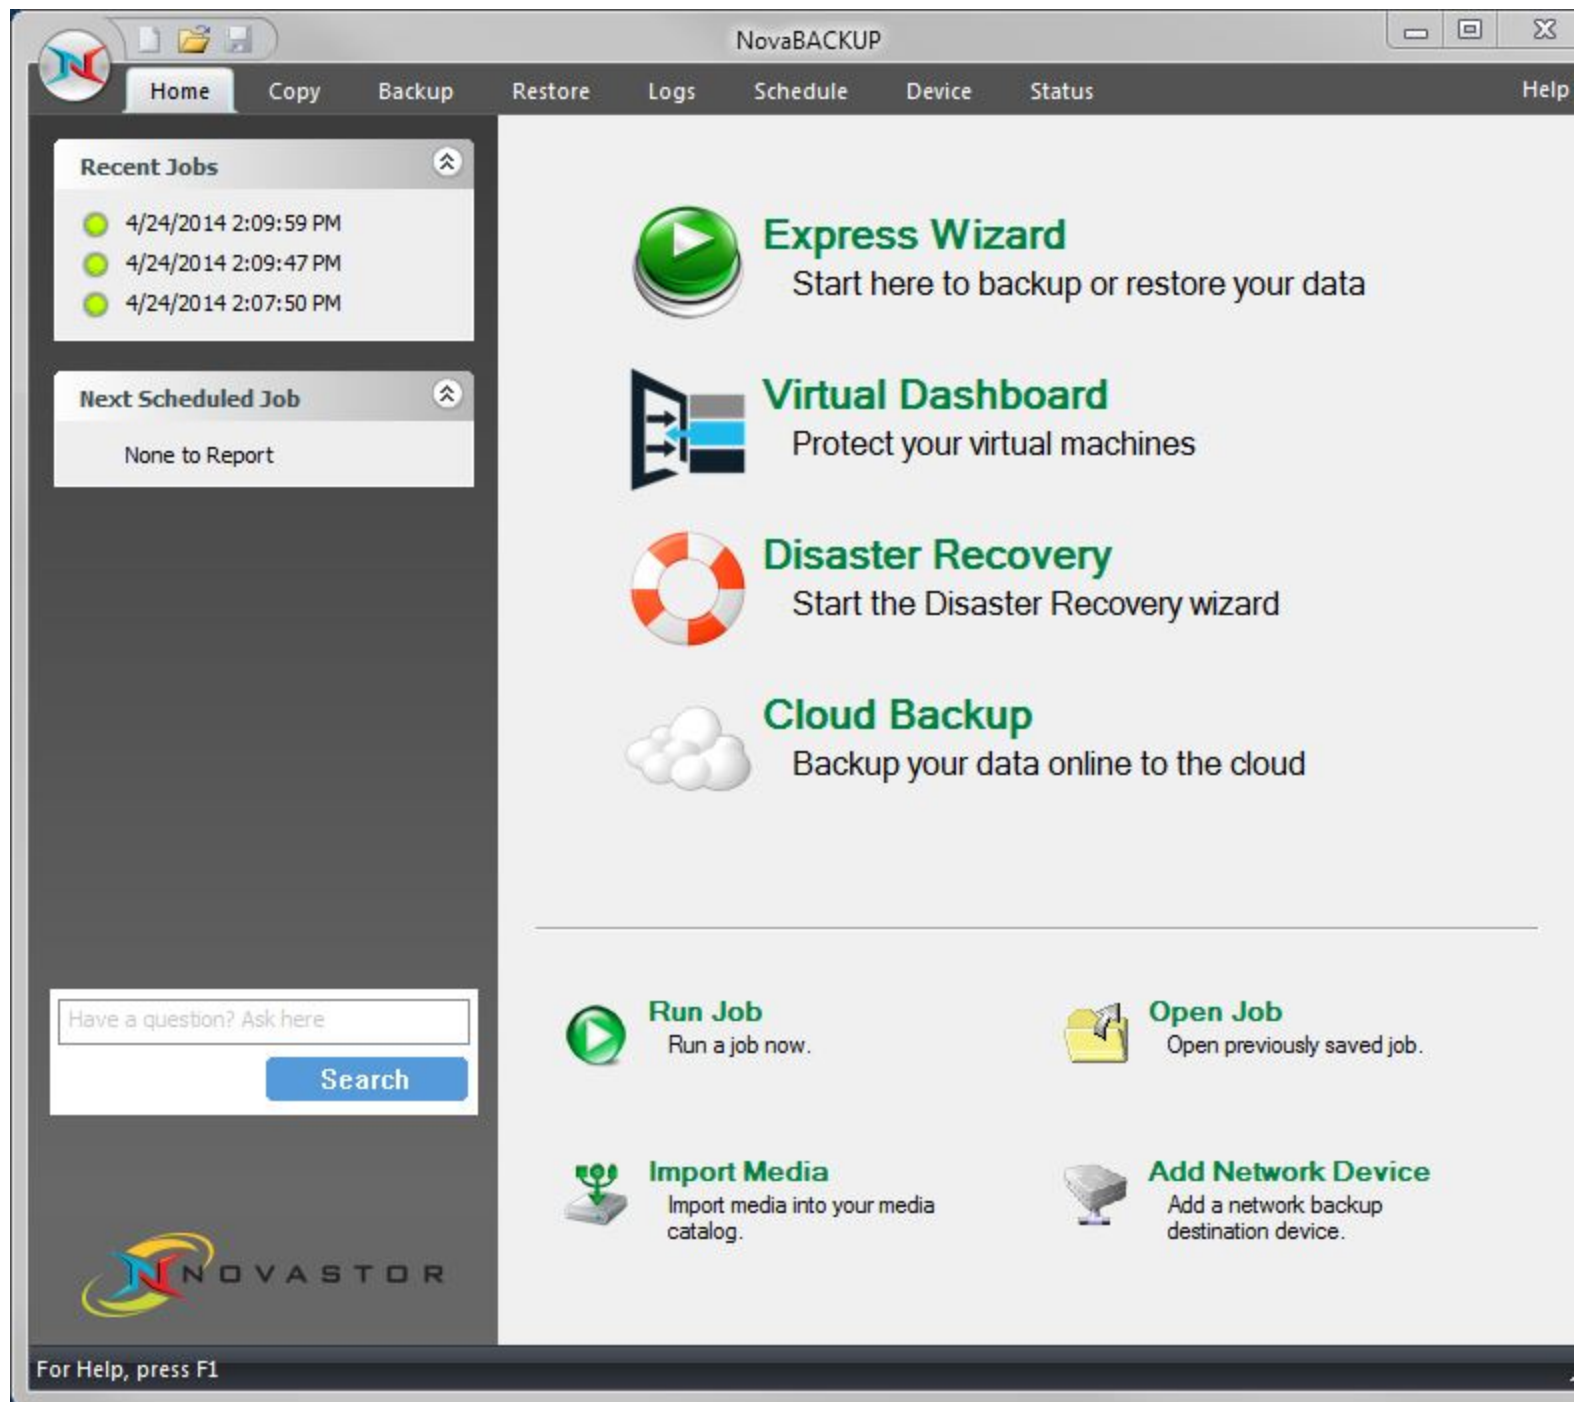 NovaBACKUP
Home Copy Backup Restore Logs Schedule Device Status Help
Recent Jobs
4/24/2014 2:09:59 PM
4/24/2014 2:09:47 PM
4/24/2014 2:07:50 PM
Next Scheduled Job
None to Report
Have a question? Ask here
Search
NOVASTOR
Express Wizard
Start here to backup or restore your data
Virtual Dashboard
Protect your virtual machines
Disaster Recovery
Start the Disaster Recovery wizard
Cloud Backup
Backup your data online to the cloud
Run Job
Run a job now.
Open Job
Open previously saved job.
Import Media
Import media into your media
catalog.
Add Network Device
Add a network backup
destination device.
For Help, press F1